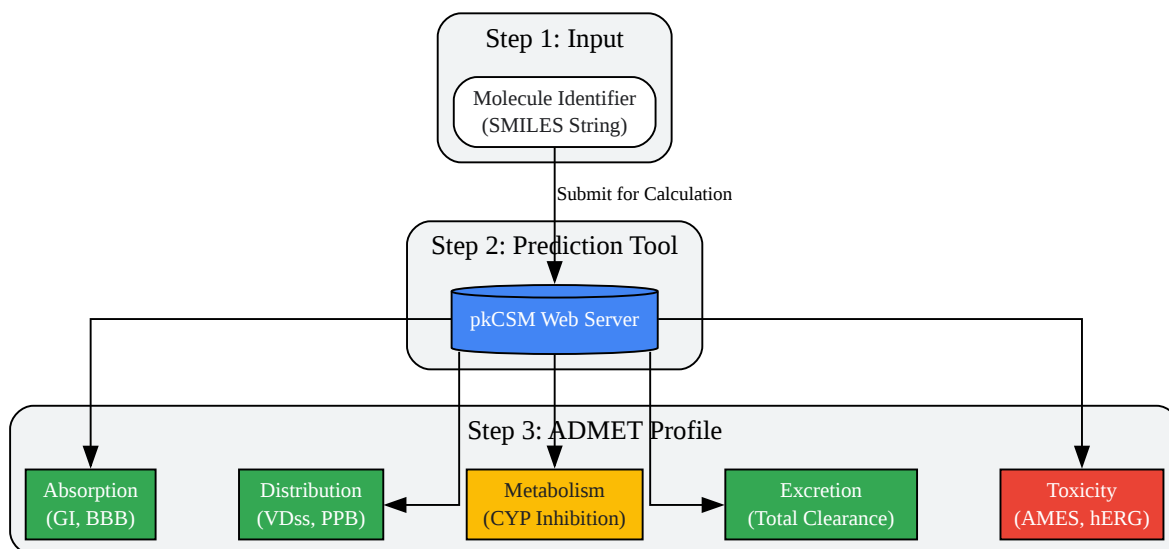 Step 1: Input
Molecule Identifier
(SMILES String)
Submit for Calculation
Step 2: Prediction Tool
pkCSM Web Server
Step 3: ADMET Profile
Absorption
(GI, BBB)
Distribution
(VDss, PPB)
Metabolism
(CYP Inhibition)
Excretion
(Total Clearance)
Toxicity
(AMES, hERG)